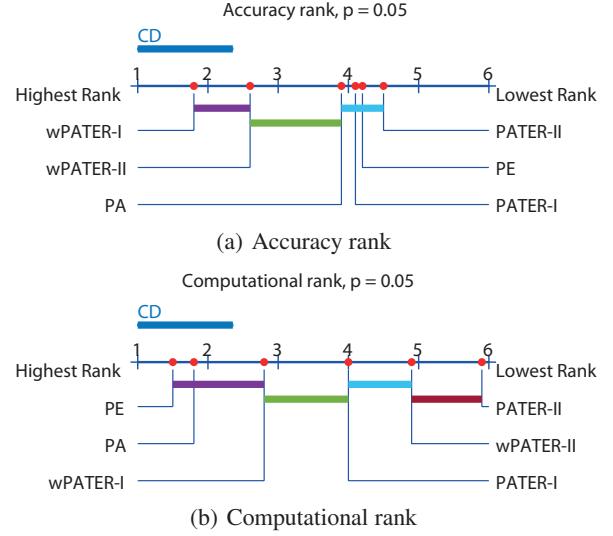 Accuracy rank, p = 0.05
CD
1 2 3 4 5 6
Highest Rank Lowest Rank
wPATER-I PATER-II
wPATER-II PE
PA PATER-I
(a) Accuracy rank
Computational rank, p = 0.05
CD
1 2 3 4 5 6
Highest Rank Lowest Rank
PE PATER-II
PA wPATER-II
wPATER-I PATER-I
(b) Computational rank